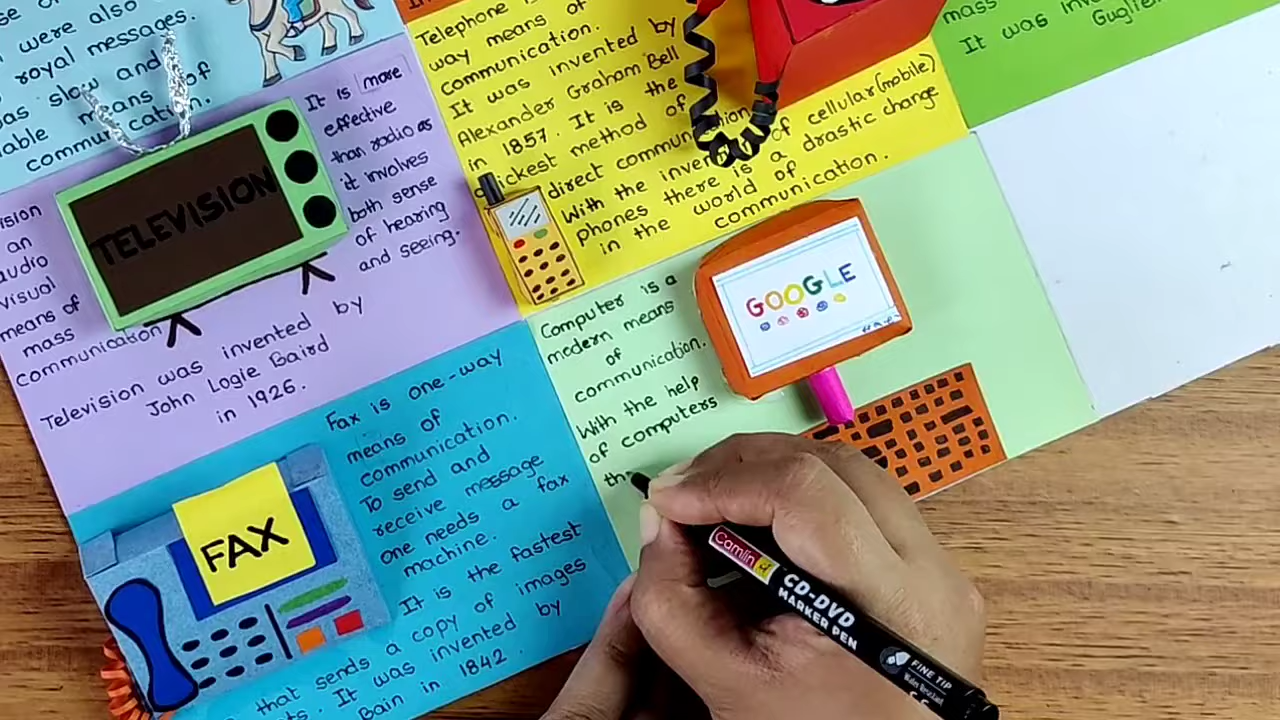 were also
royal messages.
slow and
means of
communication.
Telephone is
way means of
communication.
It was invented by
Alexander Graham Bell
in 1857. It is the
method of
direct
With the of cellular(mobile)
phones there is a drastic change
in the world of
communication.
mass
It was
TELEVISION
It is more
effective
than radio as
it involves
both sense
of hearing
and seeing.
an
audio
visual
means of
mass
communication
Television was invented by
John Logie Baird
in 1926.
Fax is one-way
means of
communication.
To send and
receive message
one needs a fax
machine.
It is the fastest
that sends a copy of images
It was invented by
Bain in 1842.
FAX
Computer is a
modern means
of
communication.
With the help
of computers
GOOGLE
Camlin
CD-DVD
MARKER PEN
FINE TIP